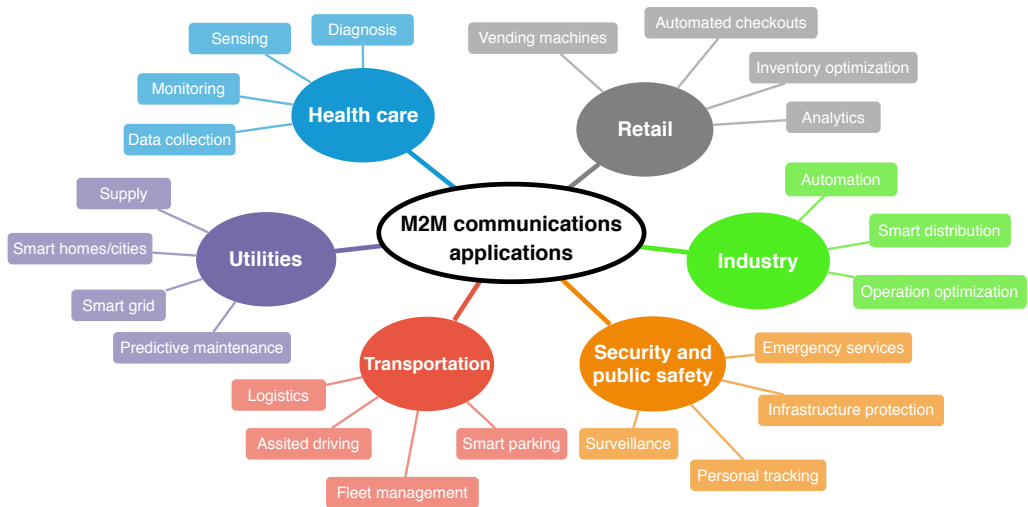 M2M communications
applications
Health care
Diagnosis
Sensing
Monitoring
Data collection
Retail
Vending machines
Automated checkouts
Inventory optimization
Analytics
Industry
Automation
Smart distribution
Operation optimization
Security and
public safety
Emergency services
Infrastructure protection
Personal tracking
Surveillance
Transportation
Smart parking
Fleet management
Assited driving
Logistics
Utilities
Predictive maintenance
Smart grid
Smart homes/cities
Supply